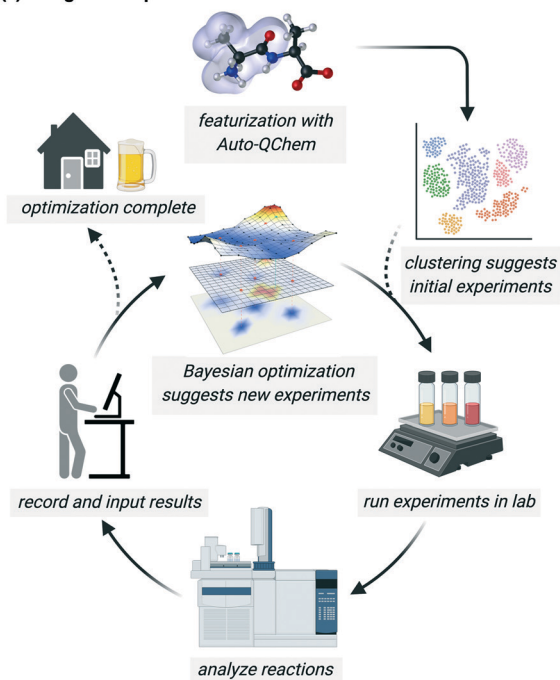 featurization with
Auto-QChem
optimization complete
clustering suggests
initial experiments
Bayesian optimization
suggests new experiments
record and input results
run experiments in lab
analyze reactions